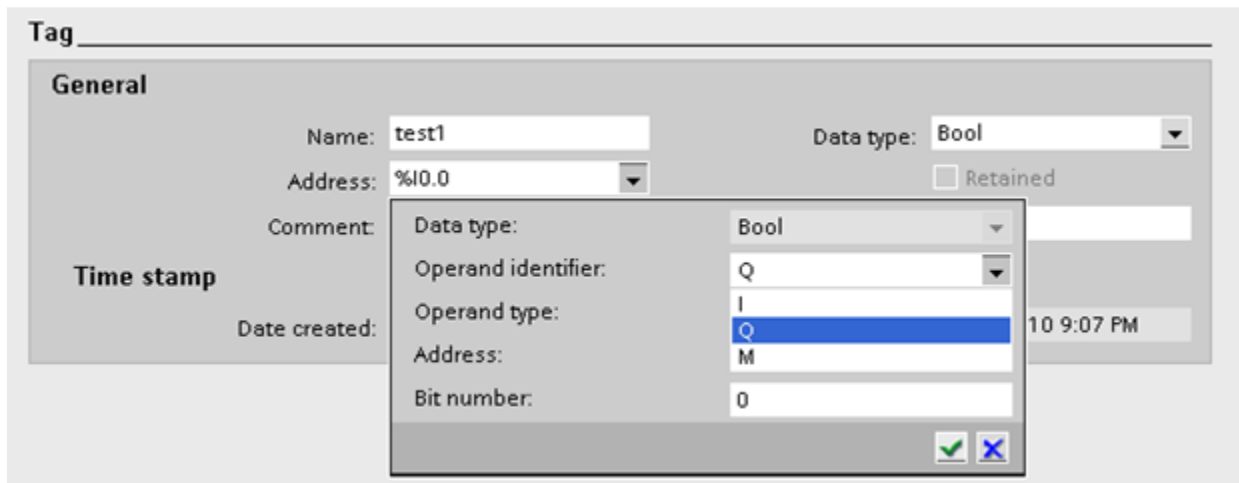 Tag
General
Name: test1 Data type: Bool
Address: %I0.0 Retained
Comment:
Data type: Bool
Operand identifier: Q
Operand type: I
Q
Address: M
Bit number: 0
Time stamp
Date created: 10 9:07 PM